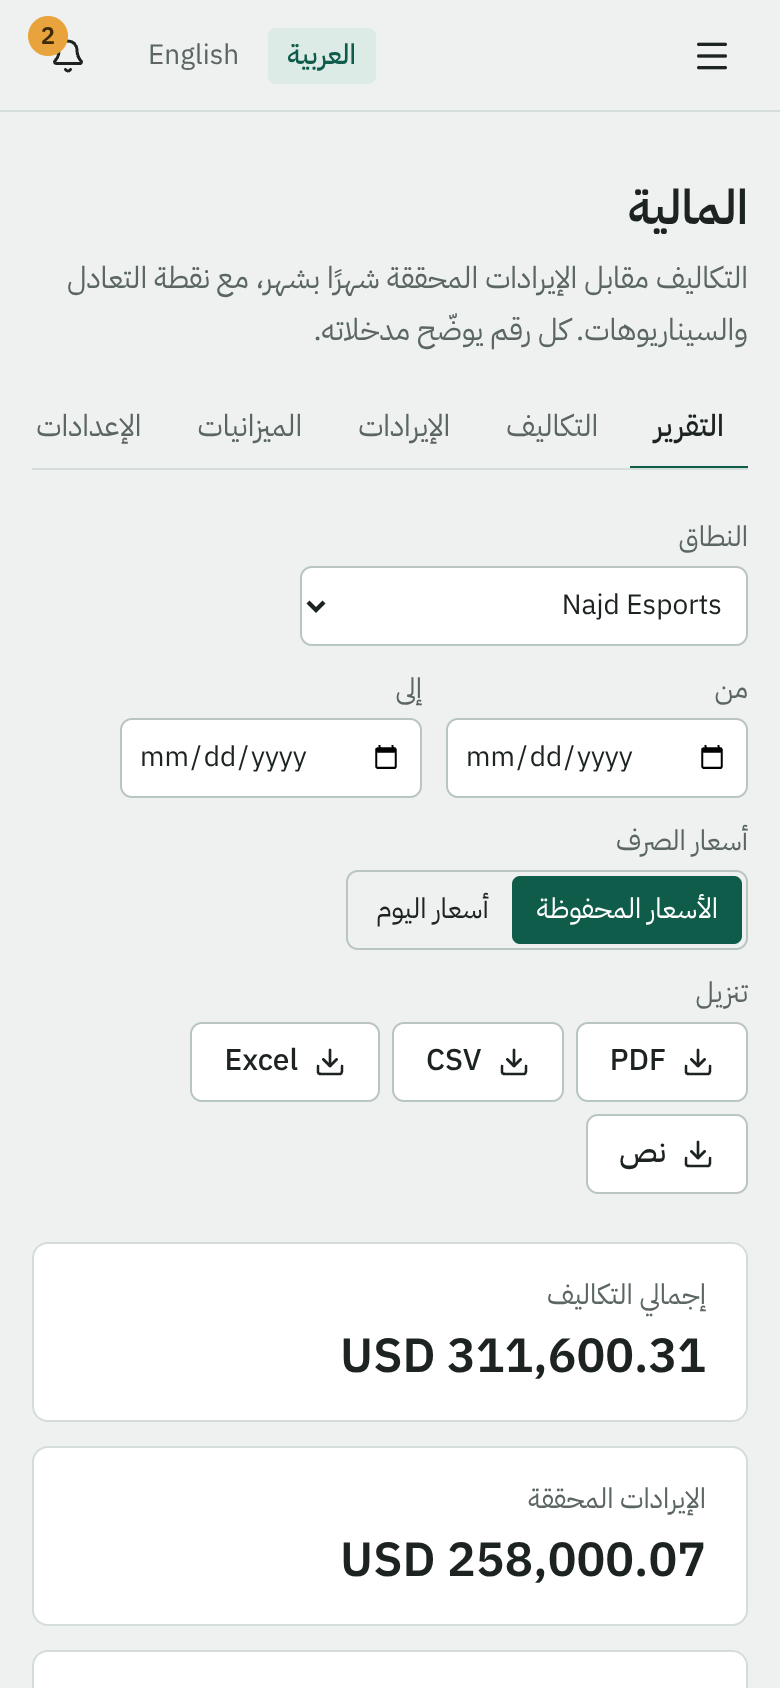 العربية
English
2
المالية
التكاليف مقابل الإيرادات المحققة شهرًا بشهر، مع نقطة التعادل
والسيناريوهات. كل رقم يوضّح مدخلاته.
التقرير
التكاليف
الإيرادات
الميزانيات
الإعدادات
النطاق
Najd Esports
من
إلى
mm/dd/yyyy
mm/dd/yyyy
أسعار الصرف
الأسعار المحفوظة
أسعار اليوم
تنزيل
PDF
CSV
Excel
نص
إجمالي التكاليف
USD 311,600.31
الإيرادات المحققة
USD 258,000.07